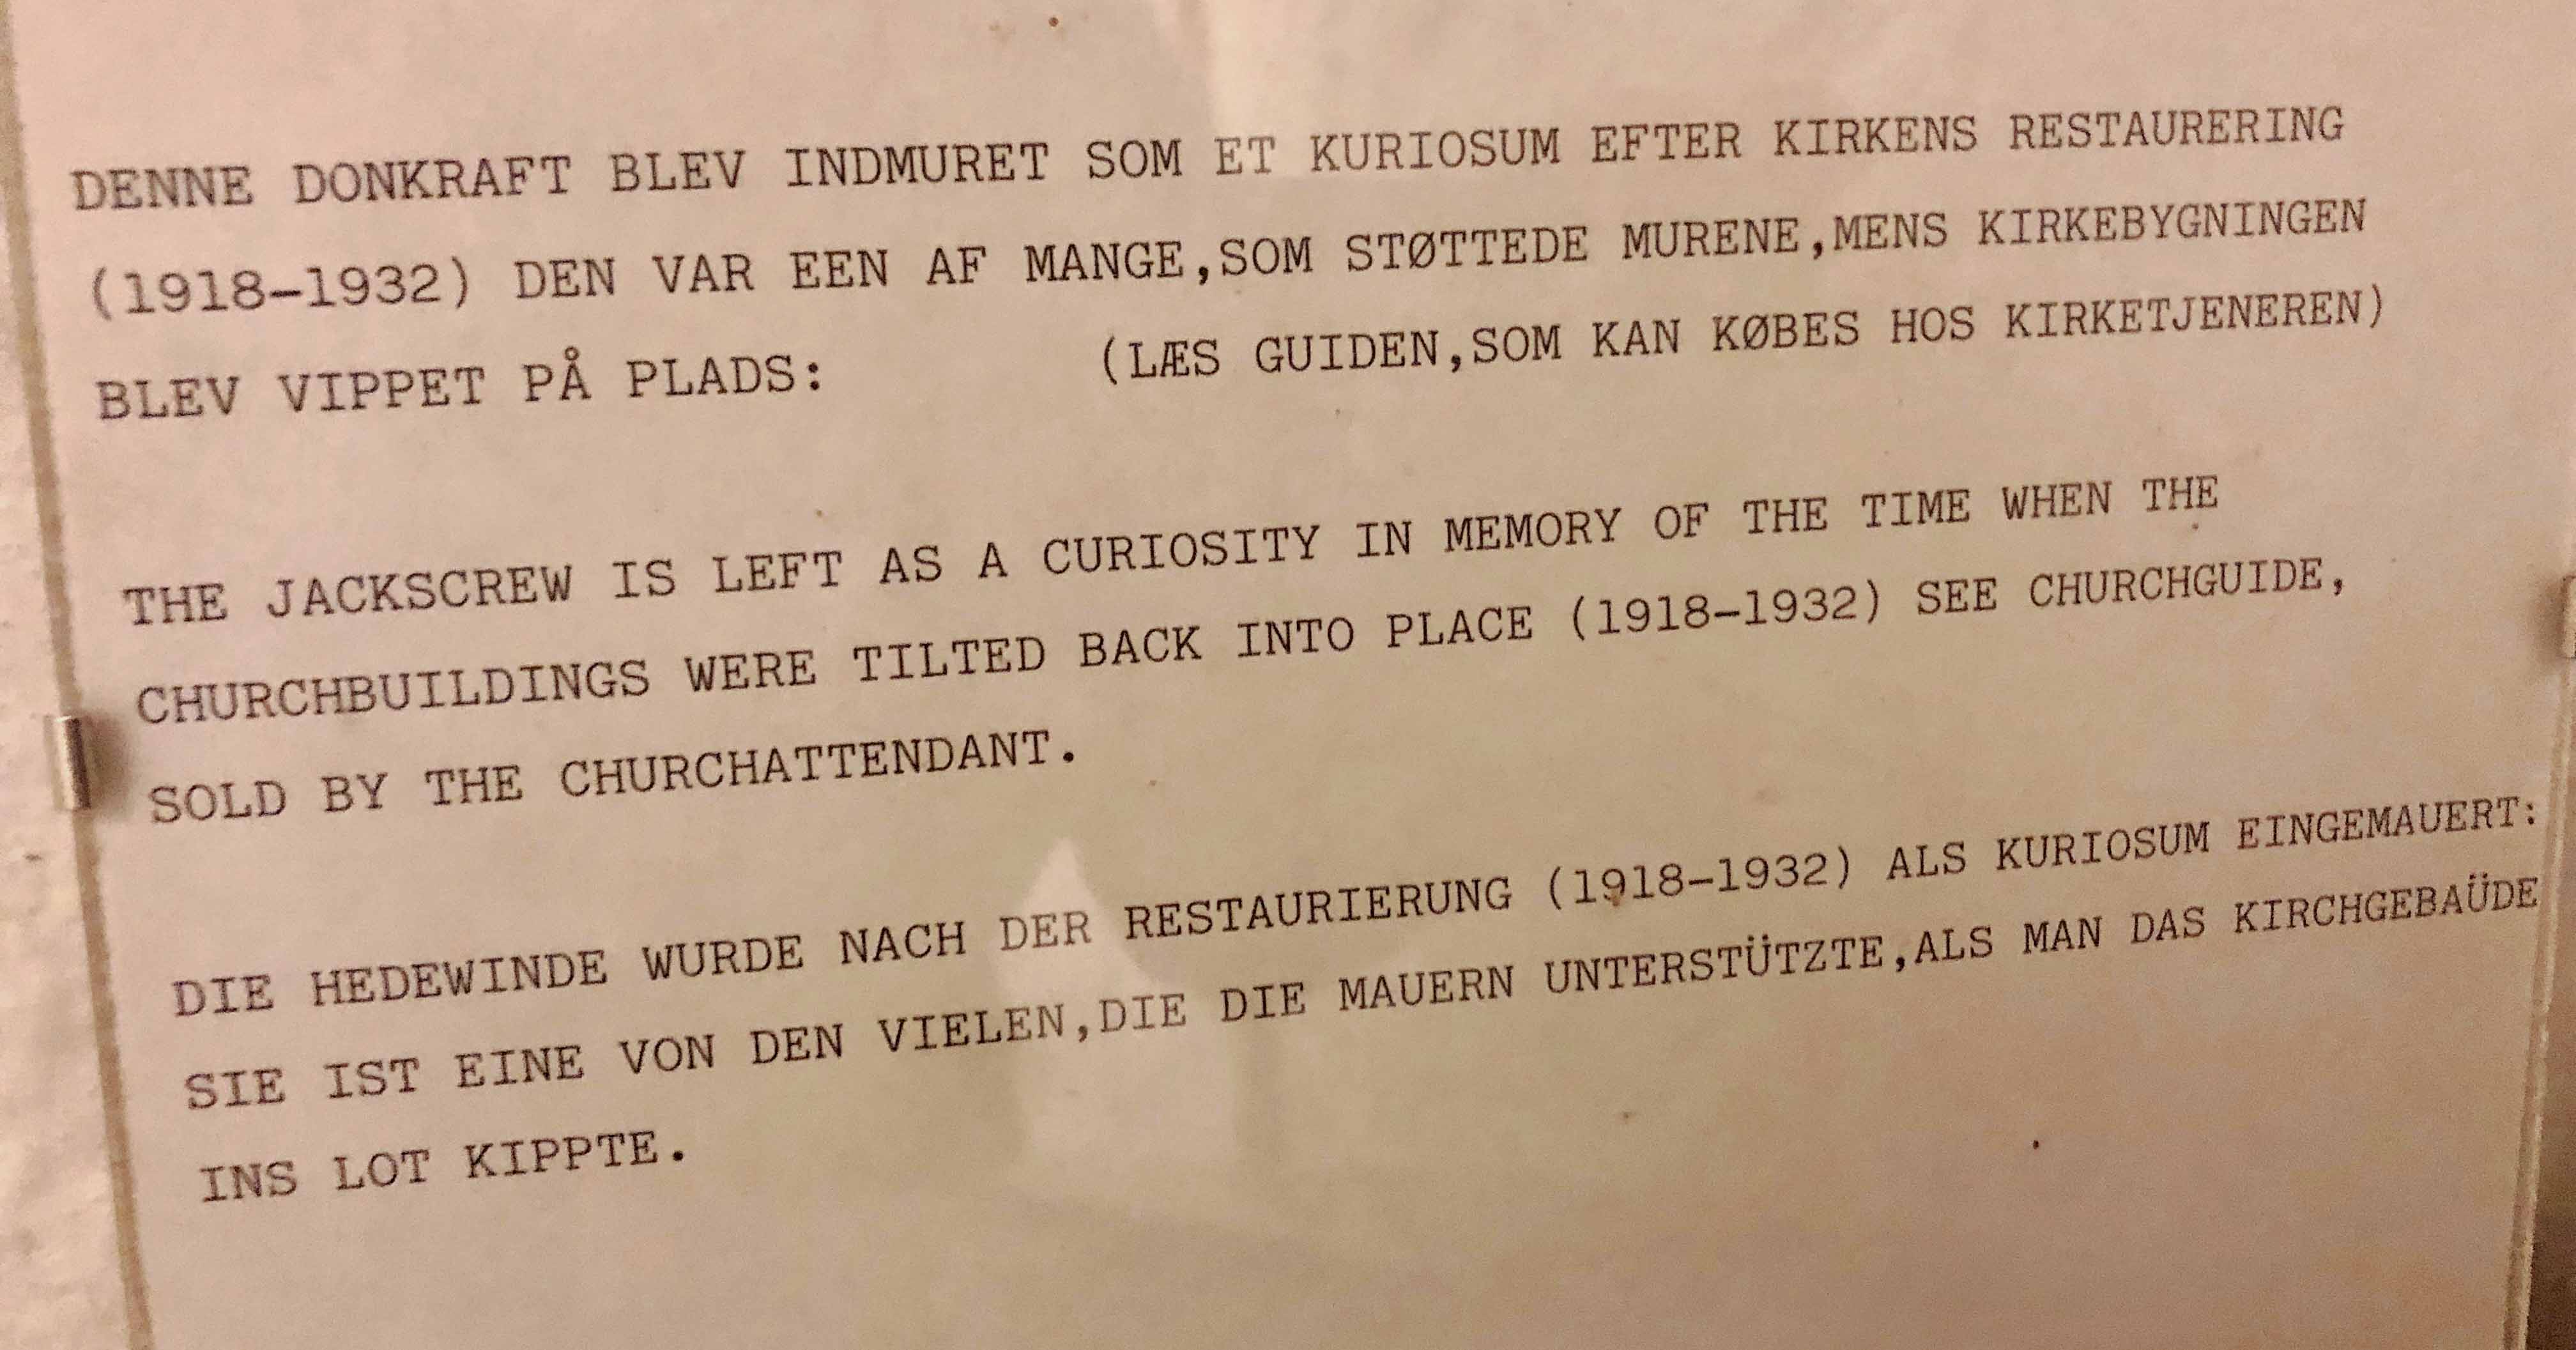 DENNE DONKRAFT BLEV INDMURET SOM ET KURIOSUM EFTER KIRKENS RESTAURERING
(1918-1932) DEN VAR EEN AF MANGE,SOM STØTTEDE MURENE,MENS KIRKEBYGNINGEN
BLEV VIPPET PÅ PLADS: (LÆS GUIDEN,SOM KAN KØBES HOS KIRKETJENEREN)
THE JACKSCREW IS LEFT AS A CURIOSITY IN MEMORY OF THE TIME WHEN THE
CHURCHBUILDINGS WERE TILTED BACK INTO PLACE (1918-1932) SEE CHURCHGUIDE,
SOLD BY THE CHURCHATTENDANT.
DIE HEDEWINDE WURDE NACH DER RESTAURIERUNG (1918-1932) ALS KURIOSUM EINGEMAUERT:
SIE IST EINE VON DEN VIELEN,DIE DIE MAUERN UNTERSTÜTZTE,ALS MAN DAS KIRCHGEBAÜDE
INS LOT KIPPTE.